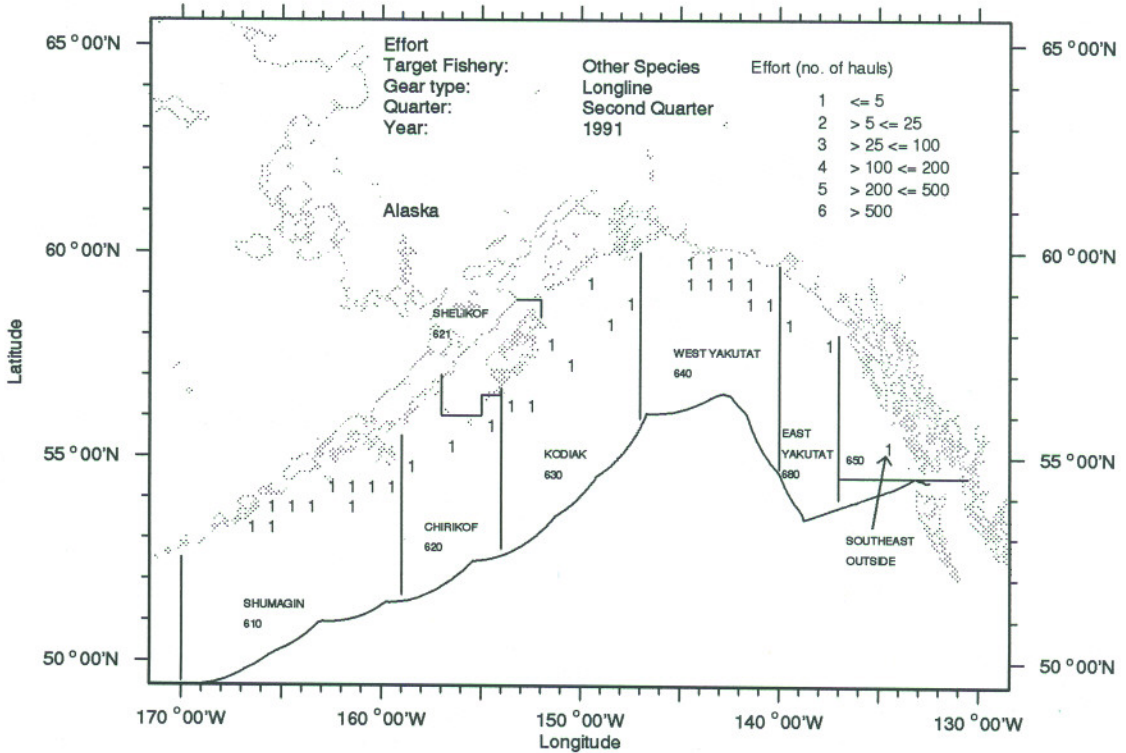 65 °00'N
Effort
Target Fishery: Other Species
Gear type: Longline
Quarter: Second Quarter
Year: 1991
Effort (no. of hauls)
1 <= 5
2 > 5 <= 25
3 > 25 <= 100
4 > 100 <= 200
5 > 200 <= 500
6 > 500
65 °00'N
Alaska
60 °00'N
60 °00'N
1 1 1
1 1 1 1 1
1 1 1
SHELIKOF
621
1 1
1 1
1
WEST YAKUTAT
640
1 1
1
1
1
1
KODIAK
630
EAST
YAKUTAT
680
650
55 °00'N
55 °00'N
1 1 1 1
1 1 1 1
1 1
CHIRIKOF
620
SOUTHEAST
OUTSIDE
SHUMAGIN
610
50 °00'N
50 °00'N
170 °00'W
160 °00'W
150 °00'W
140 °00'W
130 °00'W
Latitude
Longitude